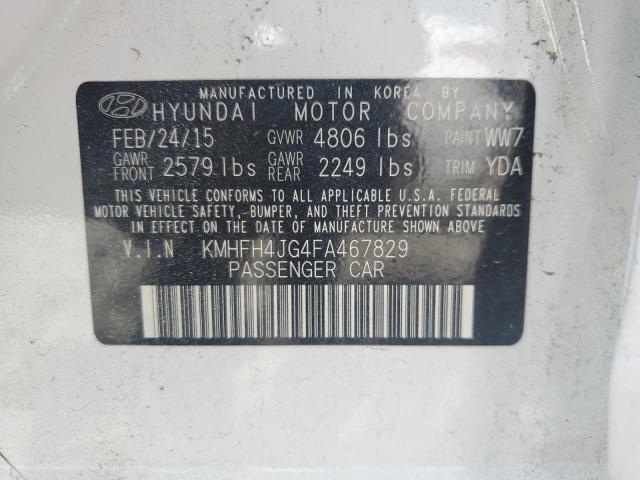 MANUFACTURED IN KOREA BY
HYUNDAI MOTOR COMPANY
FEB/24/15 GVWR 4806 lbs PAINT WW7
GAWR FRONT 2579 lbs GAWR REAR 2249 lbs TRIM YDA
THIS VEHICLE CONFORMS TO ALL APPLICABLE U.S.A. FEDERAL
MOTOR VEHICLE SAFETY, BUMPER, AND THEFT PREVENTION STANDARDS
IN EFFECT ON THE DATE OF MANUFACTURE SHOWN ABOVE
V.I.N KMHFH4JG4FA467829
PASSENGER CAR